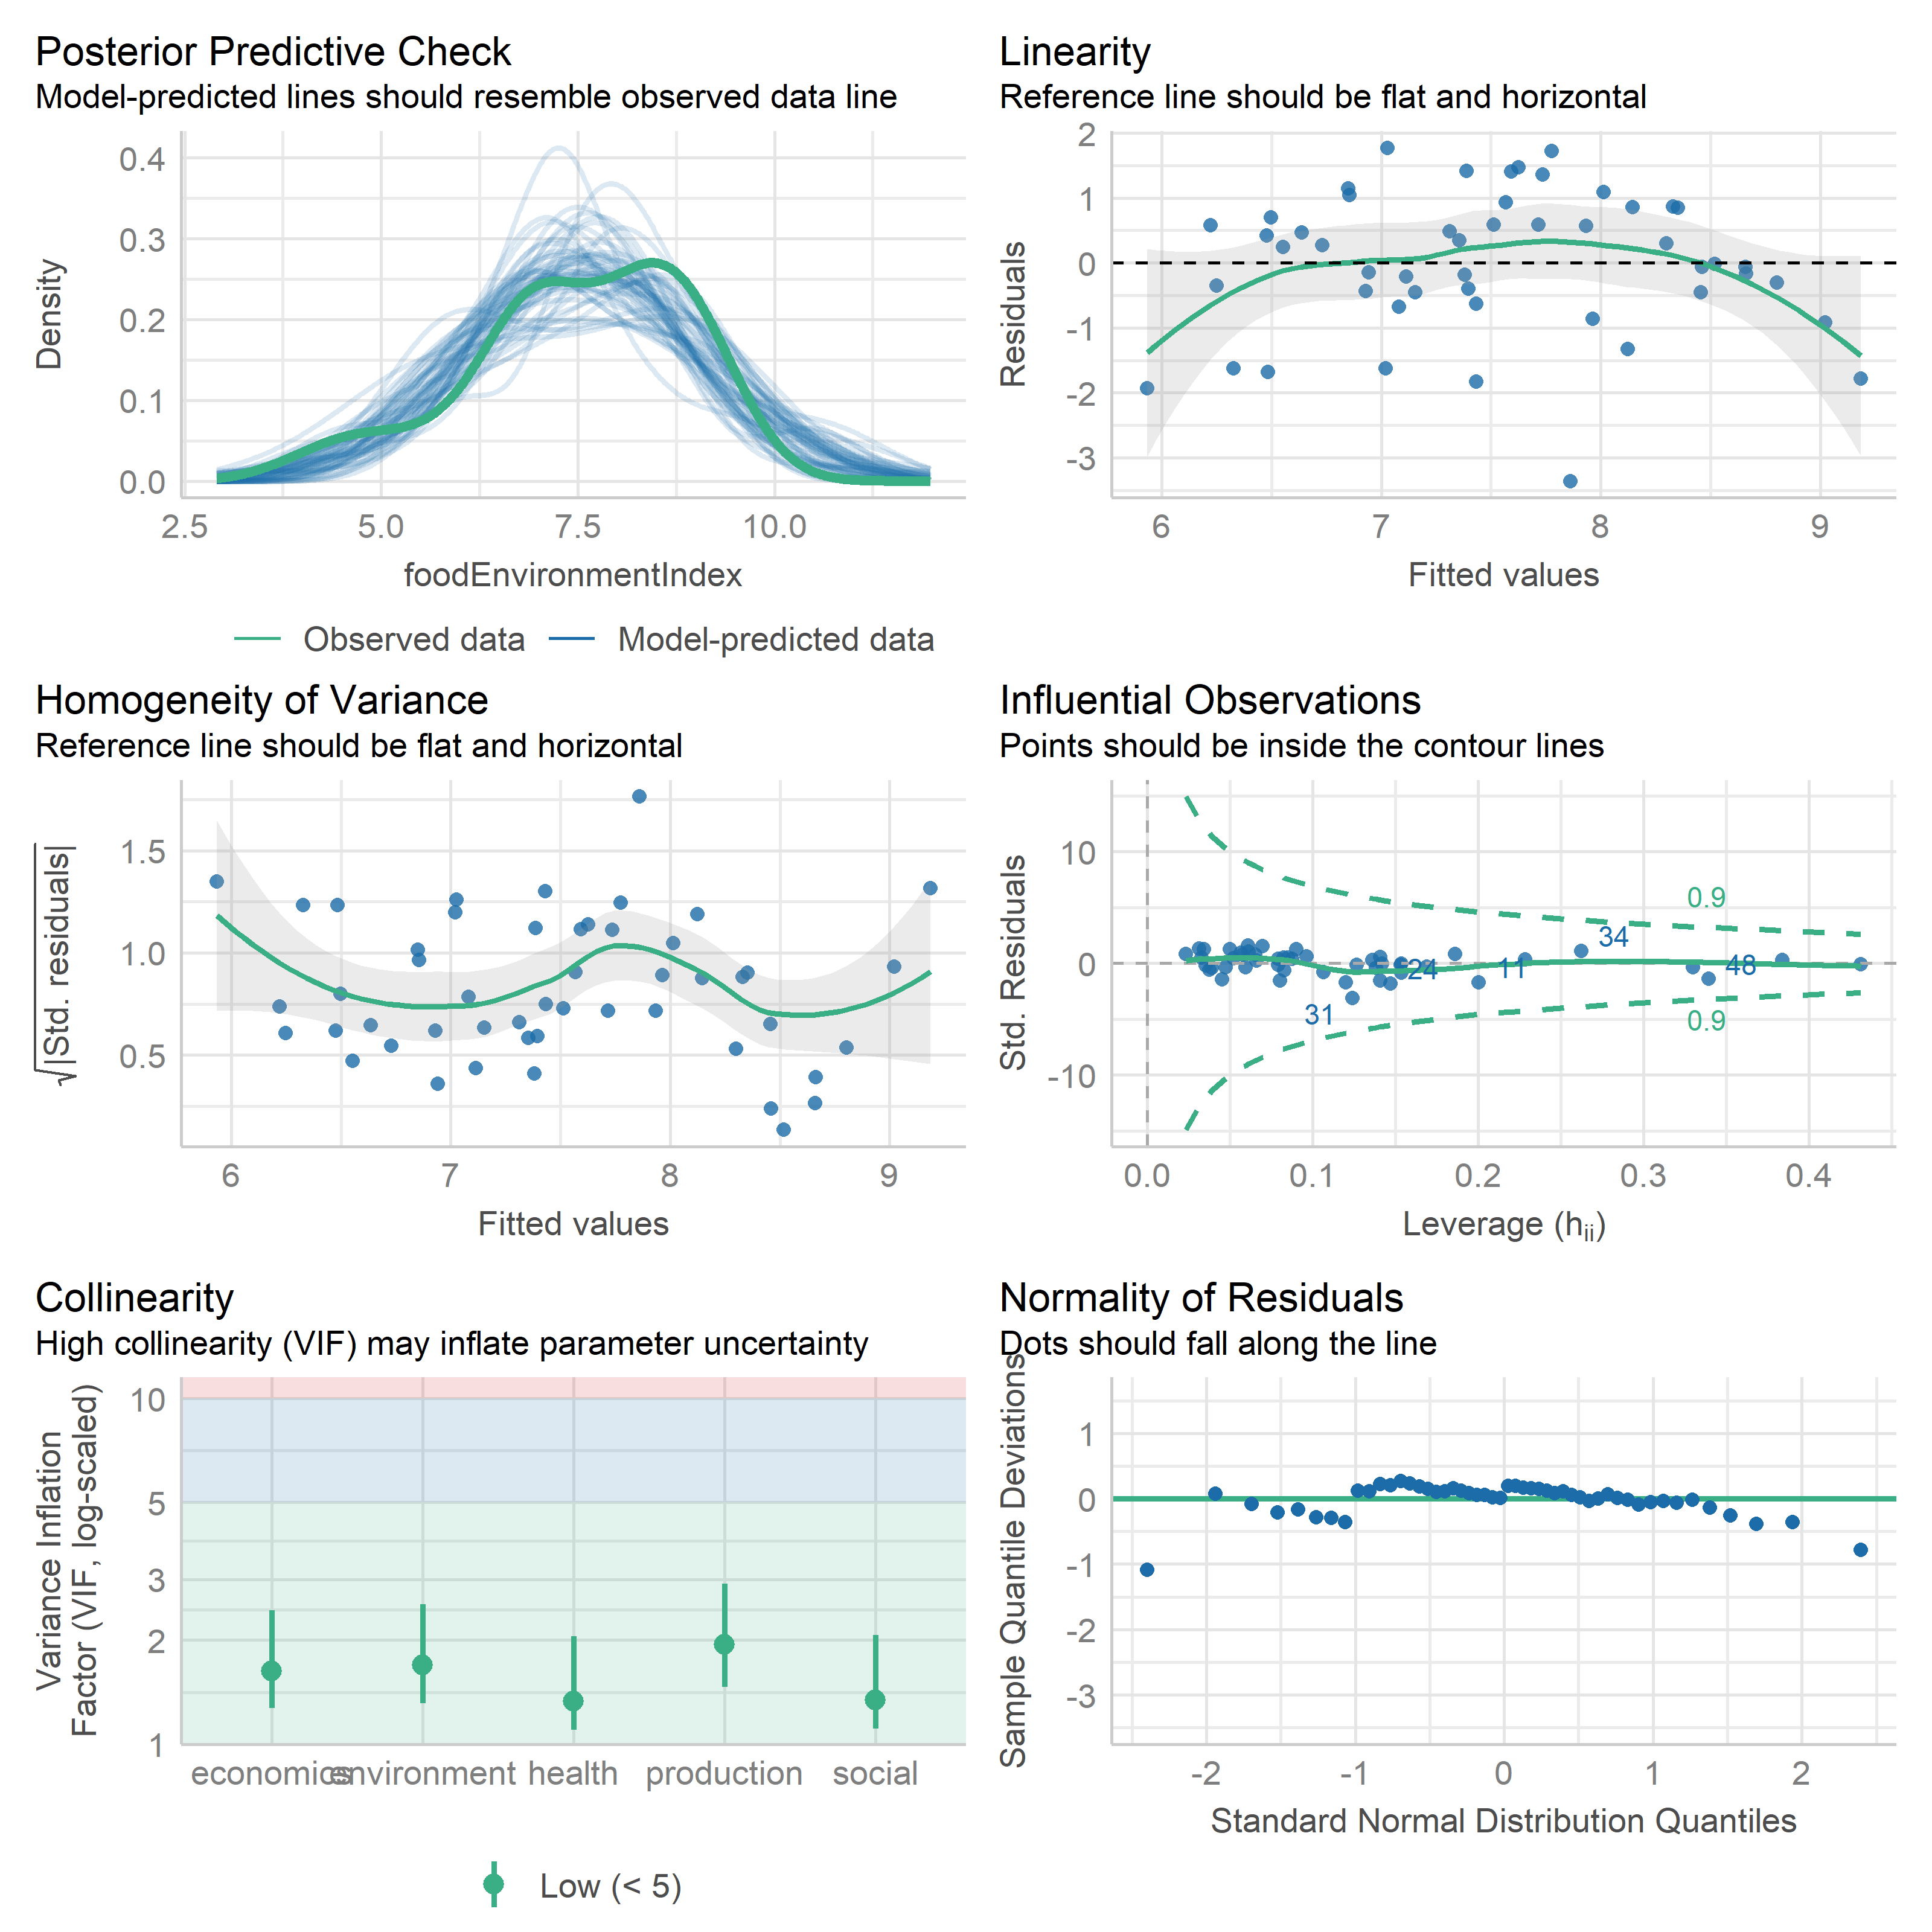 Posterior Predictive Check
Model-predicted lines should resemble observed data line
Density
0.4
0.3
0.2
0.1
0.0
2.5 5.0 7.5 10.0
foodEnvironmentIndex
Observed data Model-predicted data
Linearity
Reference line should be flat and horizontal
Residuals
2
1
0
-1
-2
-3
6 7 8 9
Fitted values
Homogeneity of Variance
Reference line should be flat and horizontal
√|Std. residuals|
1.5
1.0
0.5
6 7 8 9
Fitted values
Influential Observations
Points should be inside the contour lines
Std. Residuals
10
0
-10
0.9
34
24 11 48
31
0.9
0.0 0.1 0.2 0.3 0.4
Leverage (hii)
Collinearity
High collinearity (VIF) may inflate parameter uncertainty
Variance Inflation
Factor (VIF, log-scaled)
10
5
3
2
1
economics environment health production social
Low (< 5)
Normality of Residuals
Dots should fall along the line
Sample Quantile Deviations
1
0
-1
-2
-3
-2 -1 0 1 2
Standard Normal Distribution Quantiles